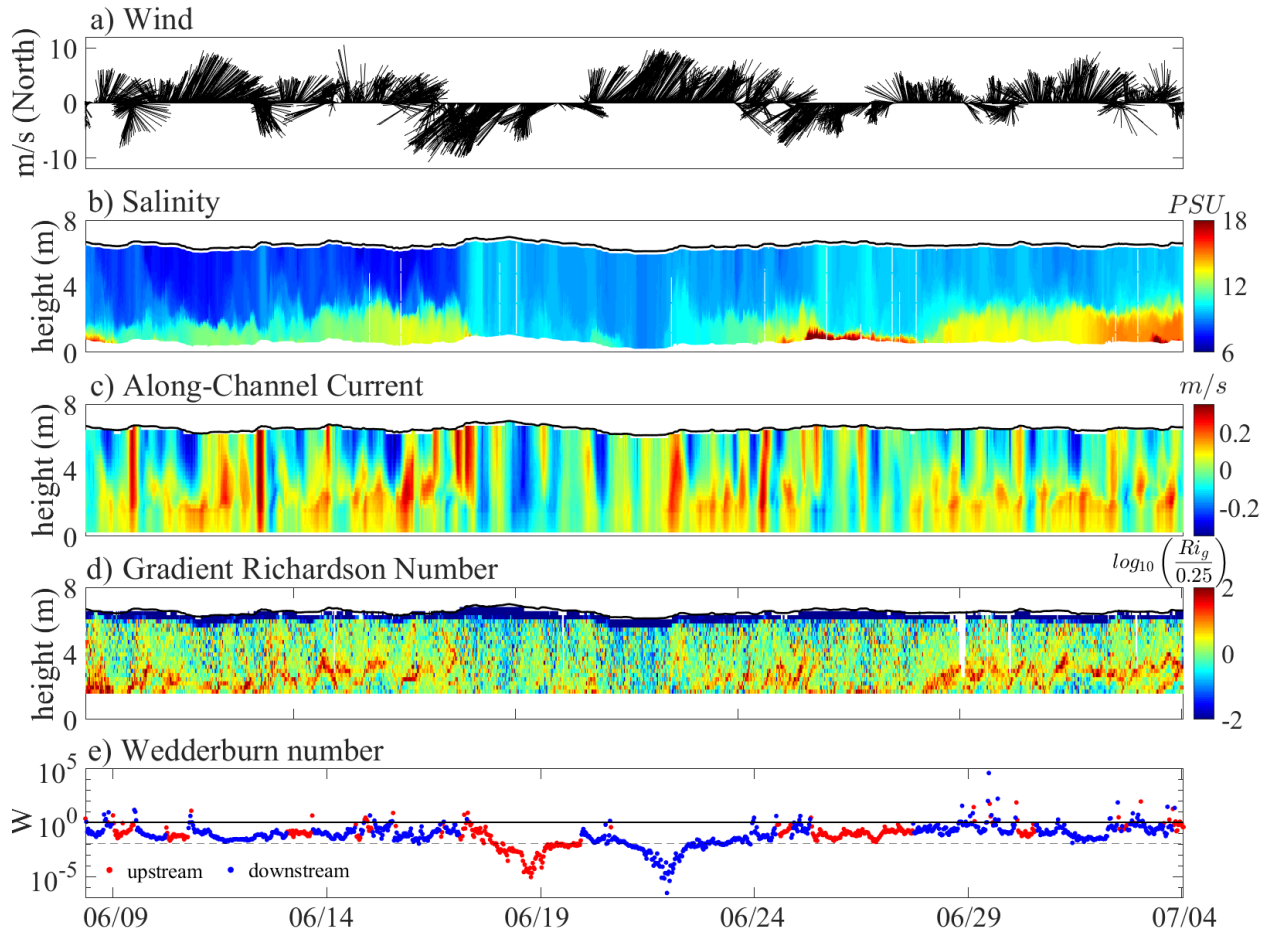 a) Wind
m/s (North)
10
0
-10
b) Salinity
PSU
height (m)
8
4
0
18
12
6
c) Along-Channel Current
m/s
height (m)
8
4
0
0.2
0
-0.2
d) Gradient Richardson Number
log10 (Rig / 0.25)
height (m)
8
4
0
2
0
-2
e) Wedderburn number
W
10^5
10^0
10^-5
upstream downstream
06/09 06/14 06/19 06/24 06/29 07/04